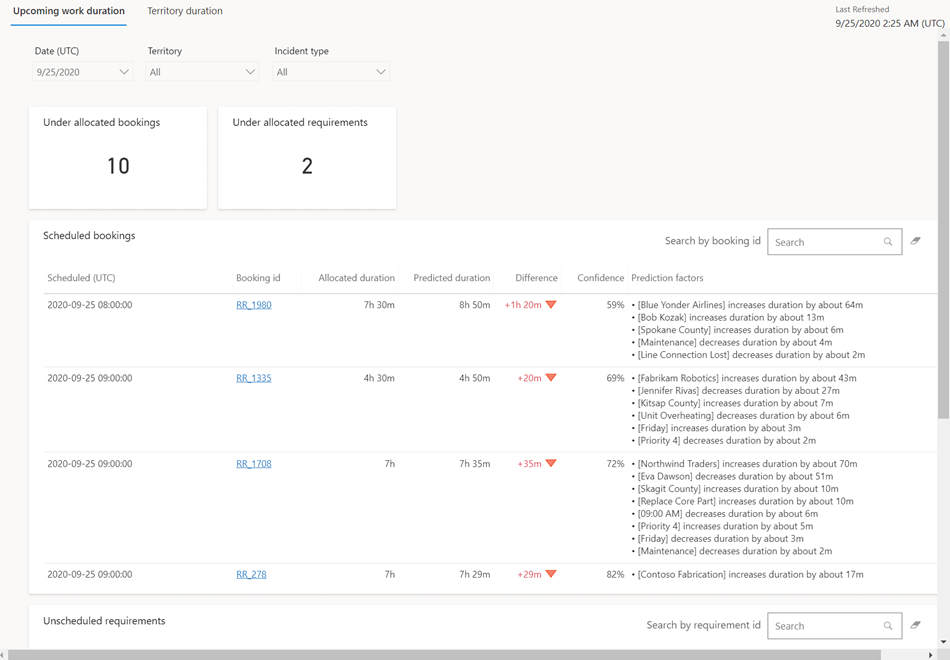 Upcoming work duration Territory duration Last Refreshed
9/25/2020 2:25 AM (UTC)
Date (UTC) Territory Incident type
9/25/2020 All All
Under allocated bookings Under allocated requirements
10 2
Scheduled bookings
Search by booking id Search
Scheduled (UTC) Booking id Allocated duration Predicted duration Difference Confidence Prediction factors
2020-09-25 08:00:00 RR_1980 7h 30m 8h 50m +1h 20m 59% • [Blue Yonder Airlines] increases duration by about 64m
• [Bob Kozak] increases duration by about 13m
• [Spokane County] increases duration by about 6m
• [Maintenance] decreases duration by about 4m
• [Line Connection Lost] decreases duration by about 2m
2020-09-25 09:00:00 RR_1335 4h 30m 4h 50m +20m 69% • [Fabrikam Robotics] increases duration by about 43m
• [Jennifer Rivas] decreases duration by about 27m
• [Kitsap County] increases duration by about 7m
• [Unit Overheating] decreases duration by about 6m
• [Friday] increases duration by about 3m
• [Priority 4] decreases duration by about 2m
2020-09-25 09:00:00 RR_1708 7h 7h 35m +35m 72% • [Northwind Traders] increases duration by about 70m
• [Eva Dawson] decreases duration by about 51m
• [Skagit County] increases duration by about 10m
• [Replace Core Part] increases duration by about 10m
• [09:00 AM] decreases duration by about 6m
• [Priority 4] increases duration by about 5m
• [Friday] decreases duration by about 3m
• [Maintenance] decreases duration by about 2m
2020-09-25 09:00:00 RR_278 7h 7h 29m +29m 82% • [Contoso Fabrication] increases duration by about 17m
Unscheduled requirements
Search by requirement id Search